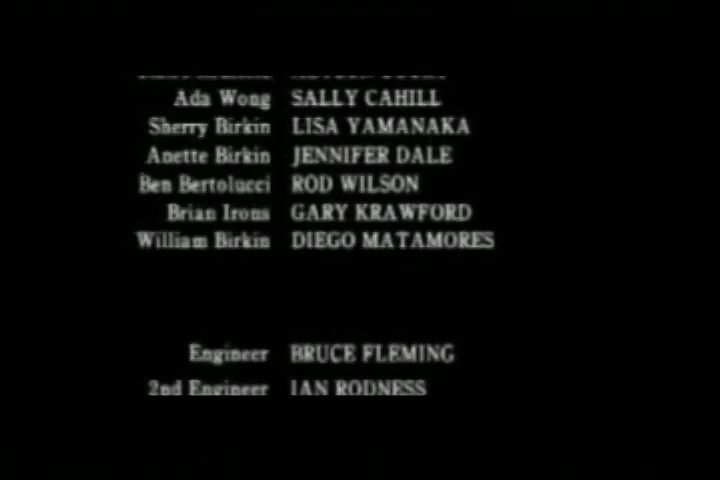 Ada Wong SALLY CAHILL
Sherry Birkin LISA YAMANAKA
Anette Birkin JENNIFER DALE
Ben Bertolucci ROD WILSON
Brian Irons GARY KRAWFORD
William Birkin DIEGO MATAMORES
Engineer BRUCE FLEMING
2nd Engineer IAN RODNESS